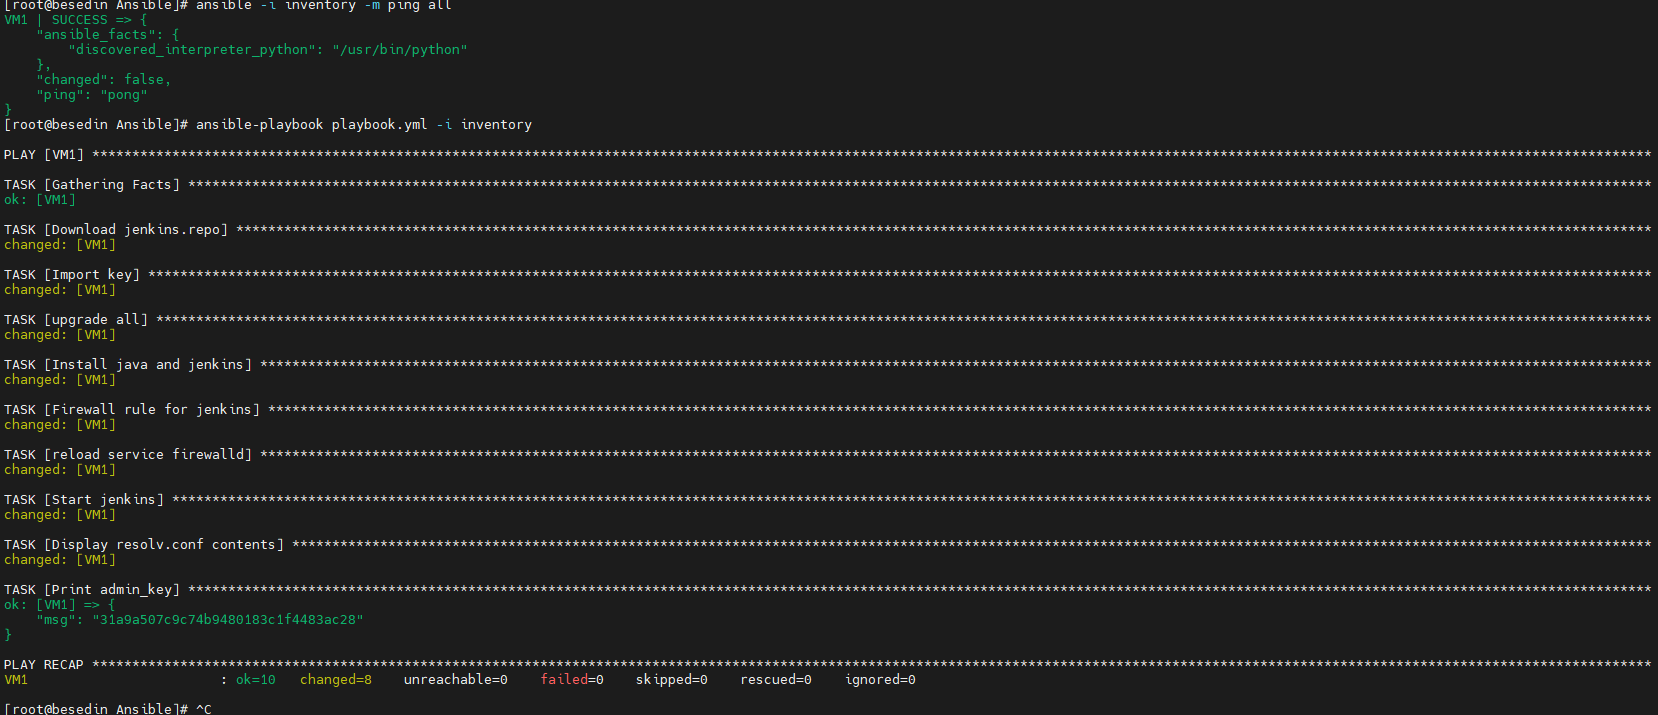 [root@besedin Ansible]# ansible -i inventory -m ping all
VM1 | SUCCESS => {
    "ansible_facts": {
        "discovered_interpreter_python": "/usr/bin/python"
    },
    "changed": false,
    "ping": "pong"
}
[root@besedin Ansible]# ansible-playbook playbook.yml -i inventory
PLAY [VM1] ***************************************************************************************************************************************************************************************************
TASK [Gathering Facts] ***************************************************************************************************************************************************************************************
ok: [VM1]
TASK [Download jenkins.repo] *********************************************************************************************************************************************************************************
changed: [VM1]
TASK [Import key] ********************************************************************************************************************************************************************************************
changed: [VM1]
TASK [upgrade all] *******************************************************************************************************************************************************************************************
changed: [VM1]
TASK [Install java and jenkins] ******************************************************************************************************************************************************************************
changed: [VM1]
TASK [Firewall rule for jenkins] *****************************************************************************************************************************************************************************
changed: [VM1]
TASK [reload service firewalld] ******************************************************************************************************************************************************************************
changed: [VM1]
TASK [Start jenkins] *****************************************************************************************************************************************************************************************
changed: [VM1]
TASK [Display resolv.conf contents] **************************************************************************************************************************************************************************
changed: [VM1]
TASK [Print admin_key] ***************************************************************************************************************************************************************************************
ok: [VM1] => {
    "msg": "31a9a507c9c74b9480183c1f4483ac28"
}
PLAY RECAP ***************************************************************************************************************************************************************************************************
VM1                        : ok=10   changed=8    unreachable=0    failed=0    skipped=0    rescued=0    ignored=0
[root@besedin Ansible]# ^C